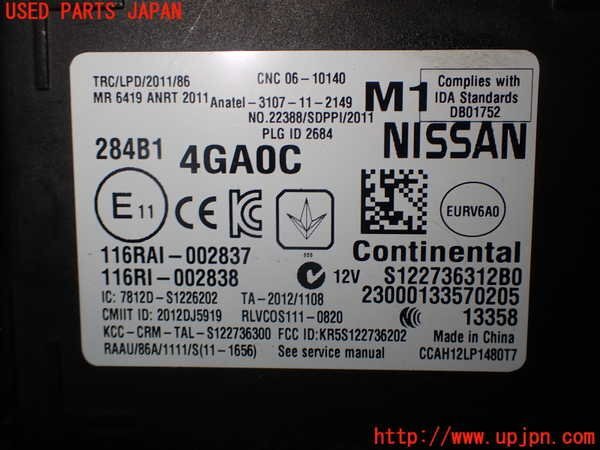 USED PARTS JAPAN
TRC/LPD/2011/86
CNC 06-10140
MR 6419 ANRT 2011
Anatel-3107-11-2149
M1
Complies with
IDA Standards
DB01752
NO.22388/SDPPI/2011
PLG ID 2684
NISSAN
284B1 4GA0C
E11
CE
EURV6A0
116RAI-002837
116RI-002838
Continental
12V
S122736312B0
IC: 7812D-S1226202
TA-2012/1108
23000133570205
CMIIT ID: 2012DJ5919
RLVCOS111-0820
13358
KCC-CRM-TAL-S122736300
FCC ID:KR5S122736202
Made in China
RAAU/86A/1111/S(11-1656)
See service manual
CCAH12LP1480T7
http://www.upjpn.com/